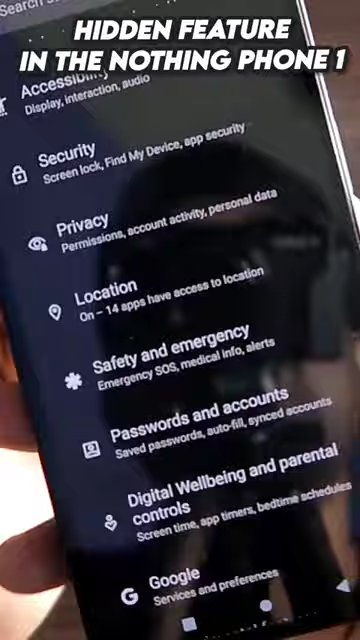 HIDDEN FEATURE
IN THE NOTHING PHONE 1
Search
Accessibility
Display, interaction, audio
Security
Screen lock, Find My Device, app security
Privacy
Permissions, account activity, personal data
Location
On – 14 apps have access to location
Safety and emergency
Emergency SOS, medical info, alerts
Passwords and accounts
Saved passwords, auto-fill, synced accounts
Digital Wellbeing and parental
controls
Screen time, app timers, bedtime schedules
Google
Services and preferences